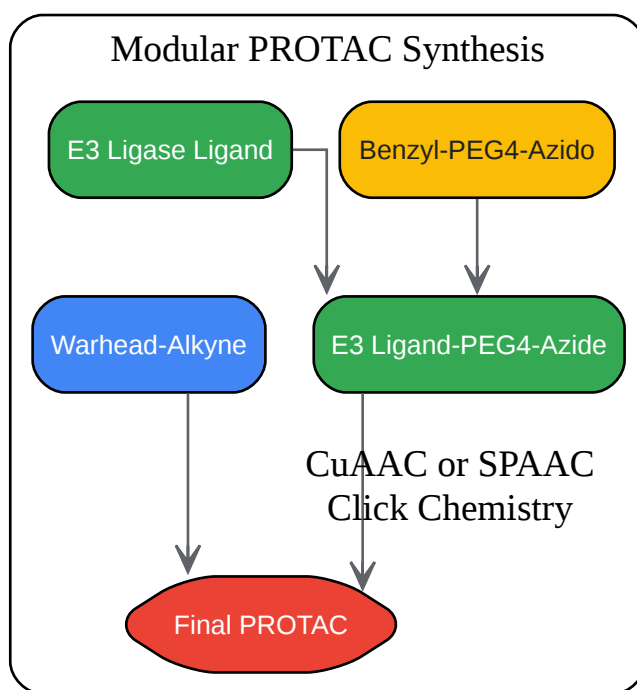 Modular PROTAC Synthesis
E3 Ligase Ligand
Benzyl-PEG4-Azido
Warhead-Alkyne
E3 Ligand-PEG4-Azide
CuAAC or SPAAC
Click Chemistry
Final PROTAC